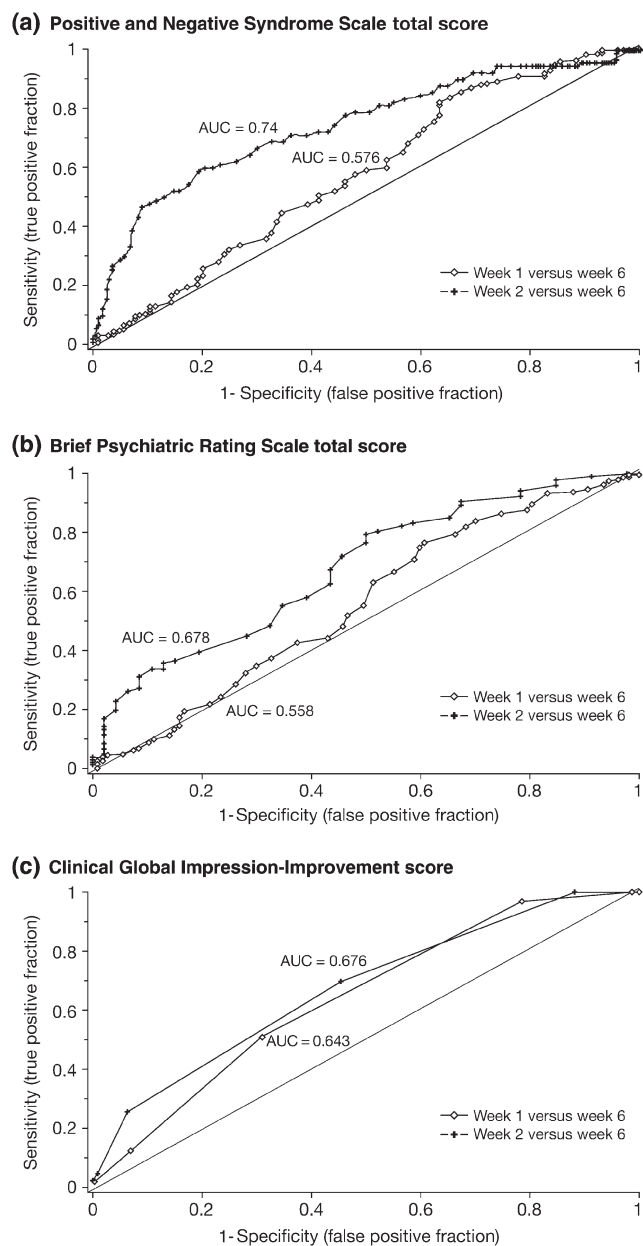 (a) Positive and Negative Syndrome Scale total score
1
0.8
0.6
0.4
0.2
0
Sensitivity (true positive fraction)
AUC = 0.74
AUC = 0.576
Week 1 versus week 6
Week 2 versus week 6
0 0.2 0.4 0.6 0.8 1
1- Specificity (false positive fraction)
(b) Brief Psychiatric Rating Scale total score
1
0.8
0.6
0.4
0.2
0
Sensitivity (true positive fraction)
AUC = 0.678
AUC = 0.558
Week 1 versus week 6
Week 2 versus week 6
0 0.2 0.4 0.6 0.8 1
1- Specificity (false positive fraction)
(c) Clinical Global Impression-Improvement score
1
0.8
0.6
0.4
0.2
0
Sensitivity (true positive fraction)
AUC = 0.676
AUC = 0.643
Week 1 versus week 6
Week 2 versus week 6
0 0.2 0.4 0.6 0.8 1
1- Specificity (false positive fraction)